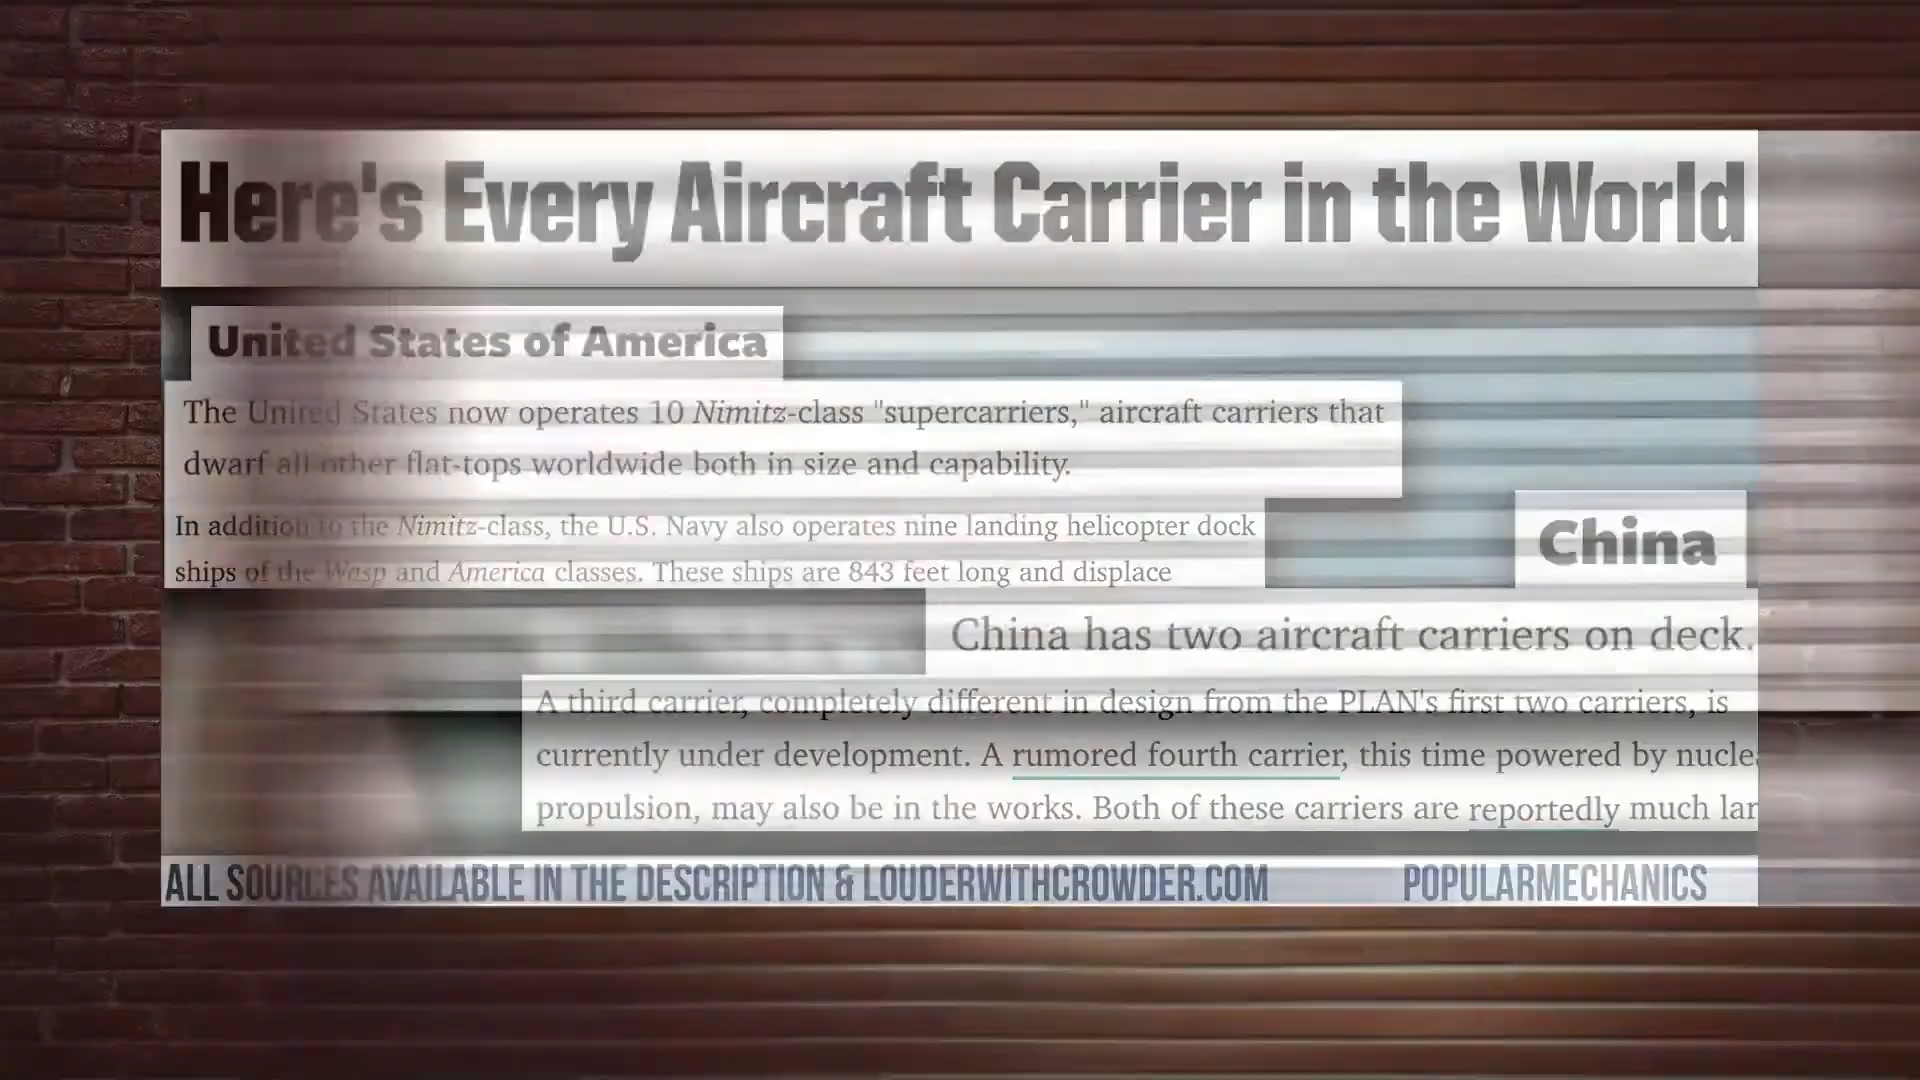 Here's Every Aircraft Carrier in the World
United States of America
The United States now operates 10 Nimitz-class "supercarriers," aircraft carriers that
dwarf all other flat-tops worldwide both in size and capability.
In addition to the Nimitz-class, the U.S. Navy also operates nine landing helicopter dock
ships of the Wasp and America classes. These ships are 843 feet long and displace
China
China has two aircraft carriers on deck.
A third carrier, completely different in design from the PLAN's first two carriers, is
currently under development. A rumored fourth carrier, this time powered by nucle
propulsion, may also be in the works. Both of these carriers are reportedly much lar
ALL SOURCES AVAILABLE IN THE DESCRIPTION & LOUDERWITHCROWDER.COM
POPULARMECHANICS